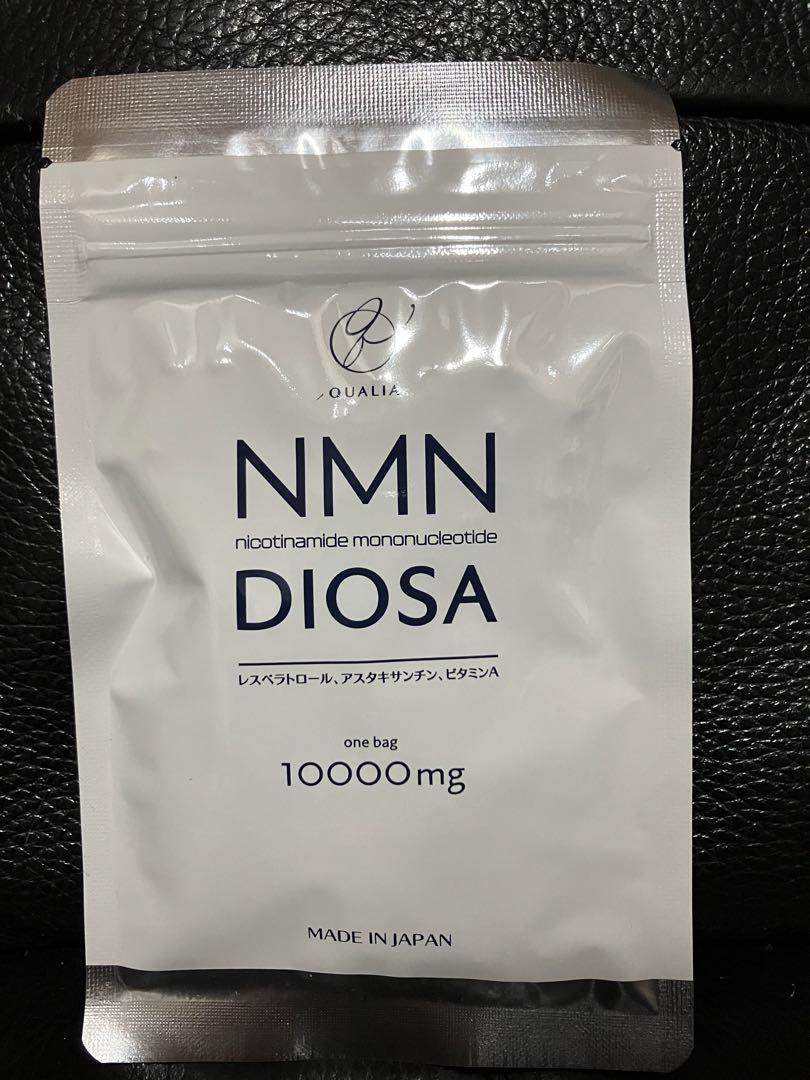 QUALIA
NMN
nicotinamide mononucleotide
DIOSA
レスベラトロール、アスタキサンチン、ビタミンA
one bag
10000mg
MADE IN JAPAN